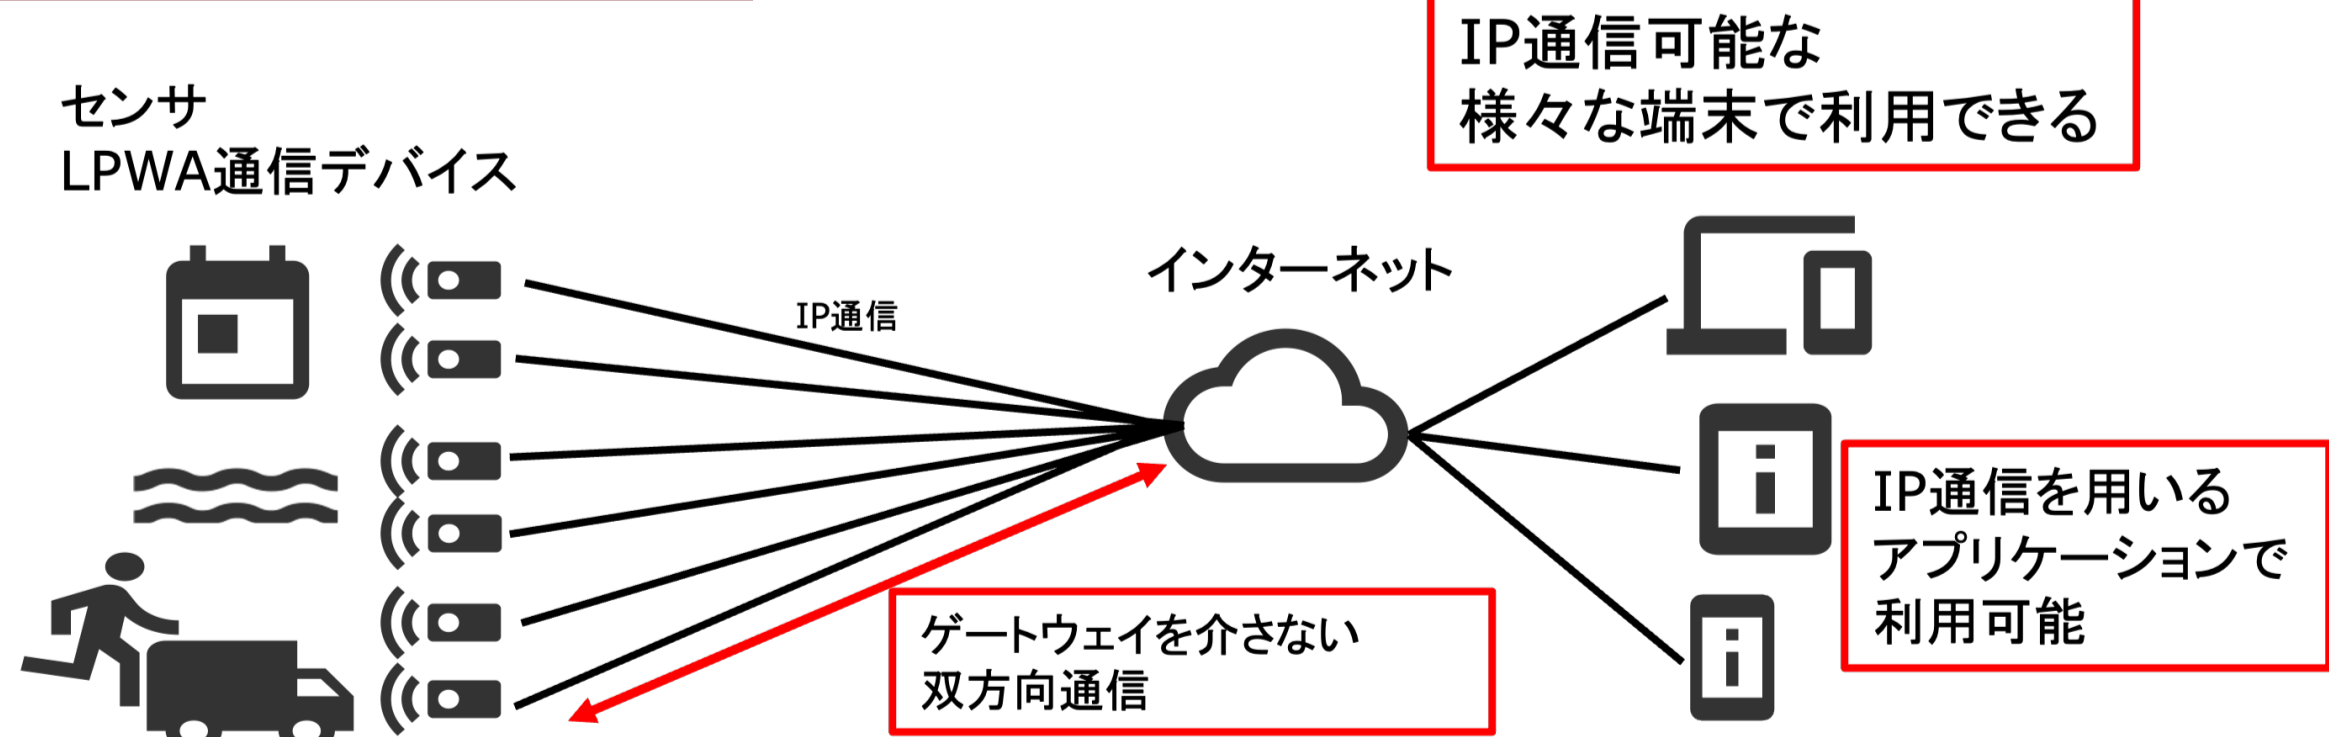 IP通信可能な
様々な端末で利用できる
センサ
LPWA通信デバイス
インターネット
IP通信
IP通信を用いる
アプリケーションで
利用可能
ゲートウェイを介さない
双方向通信